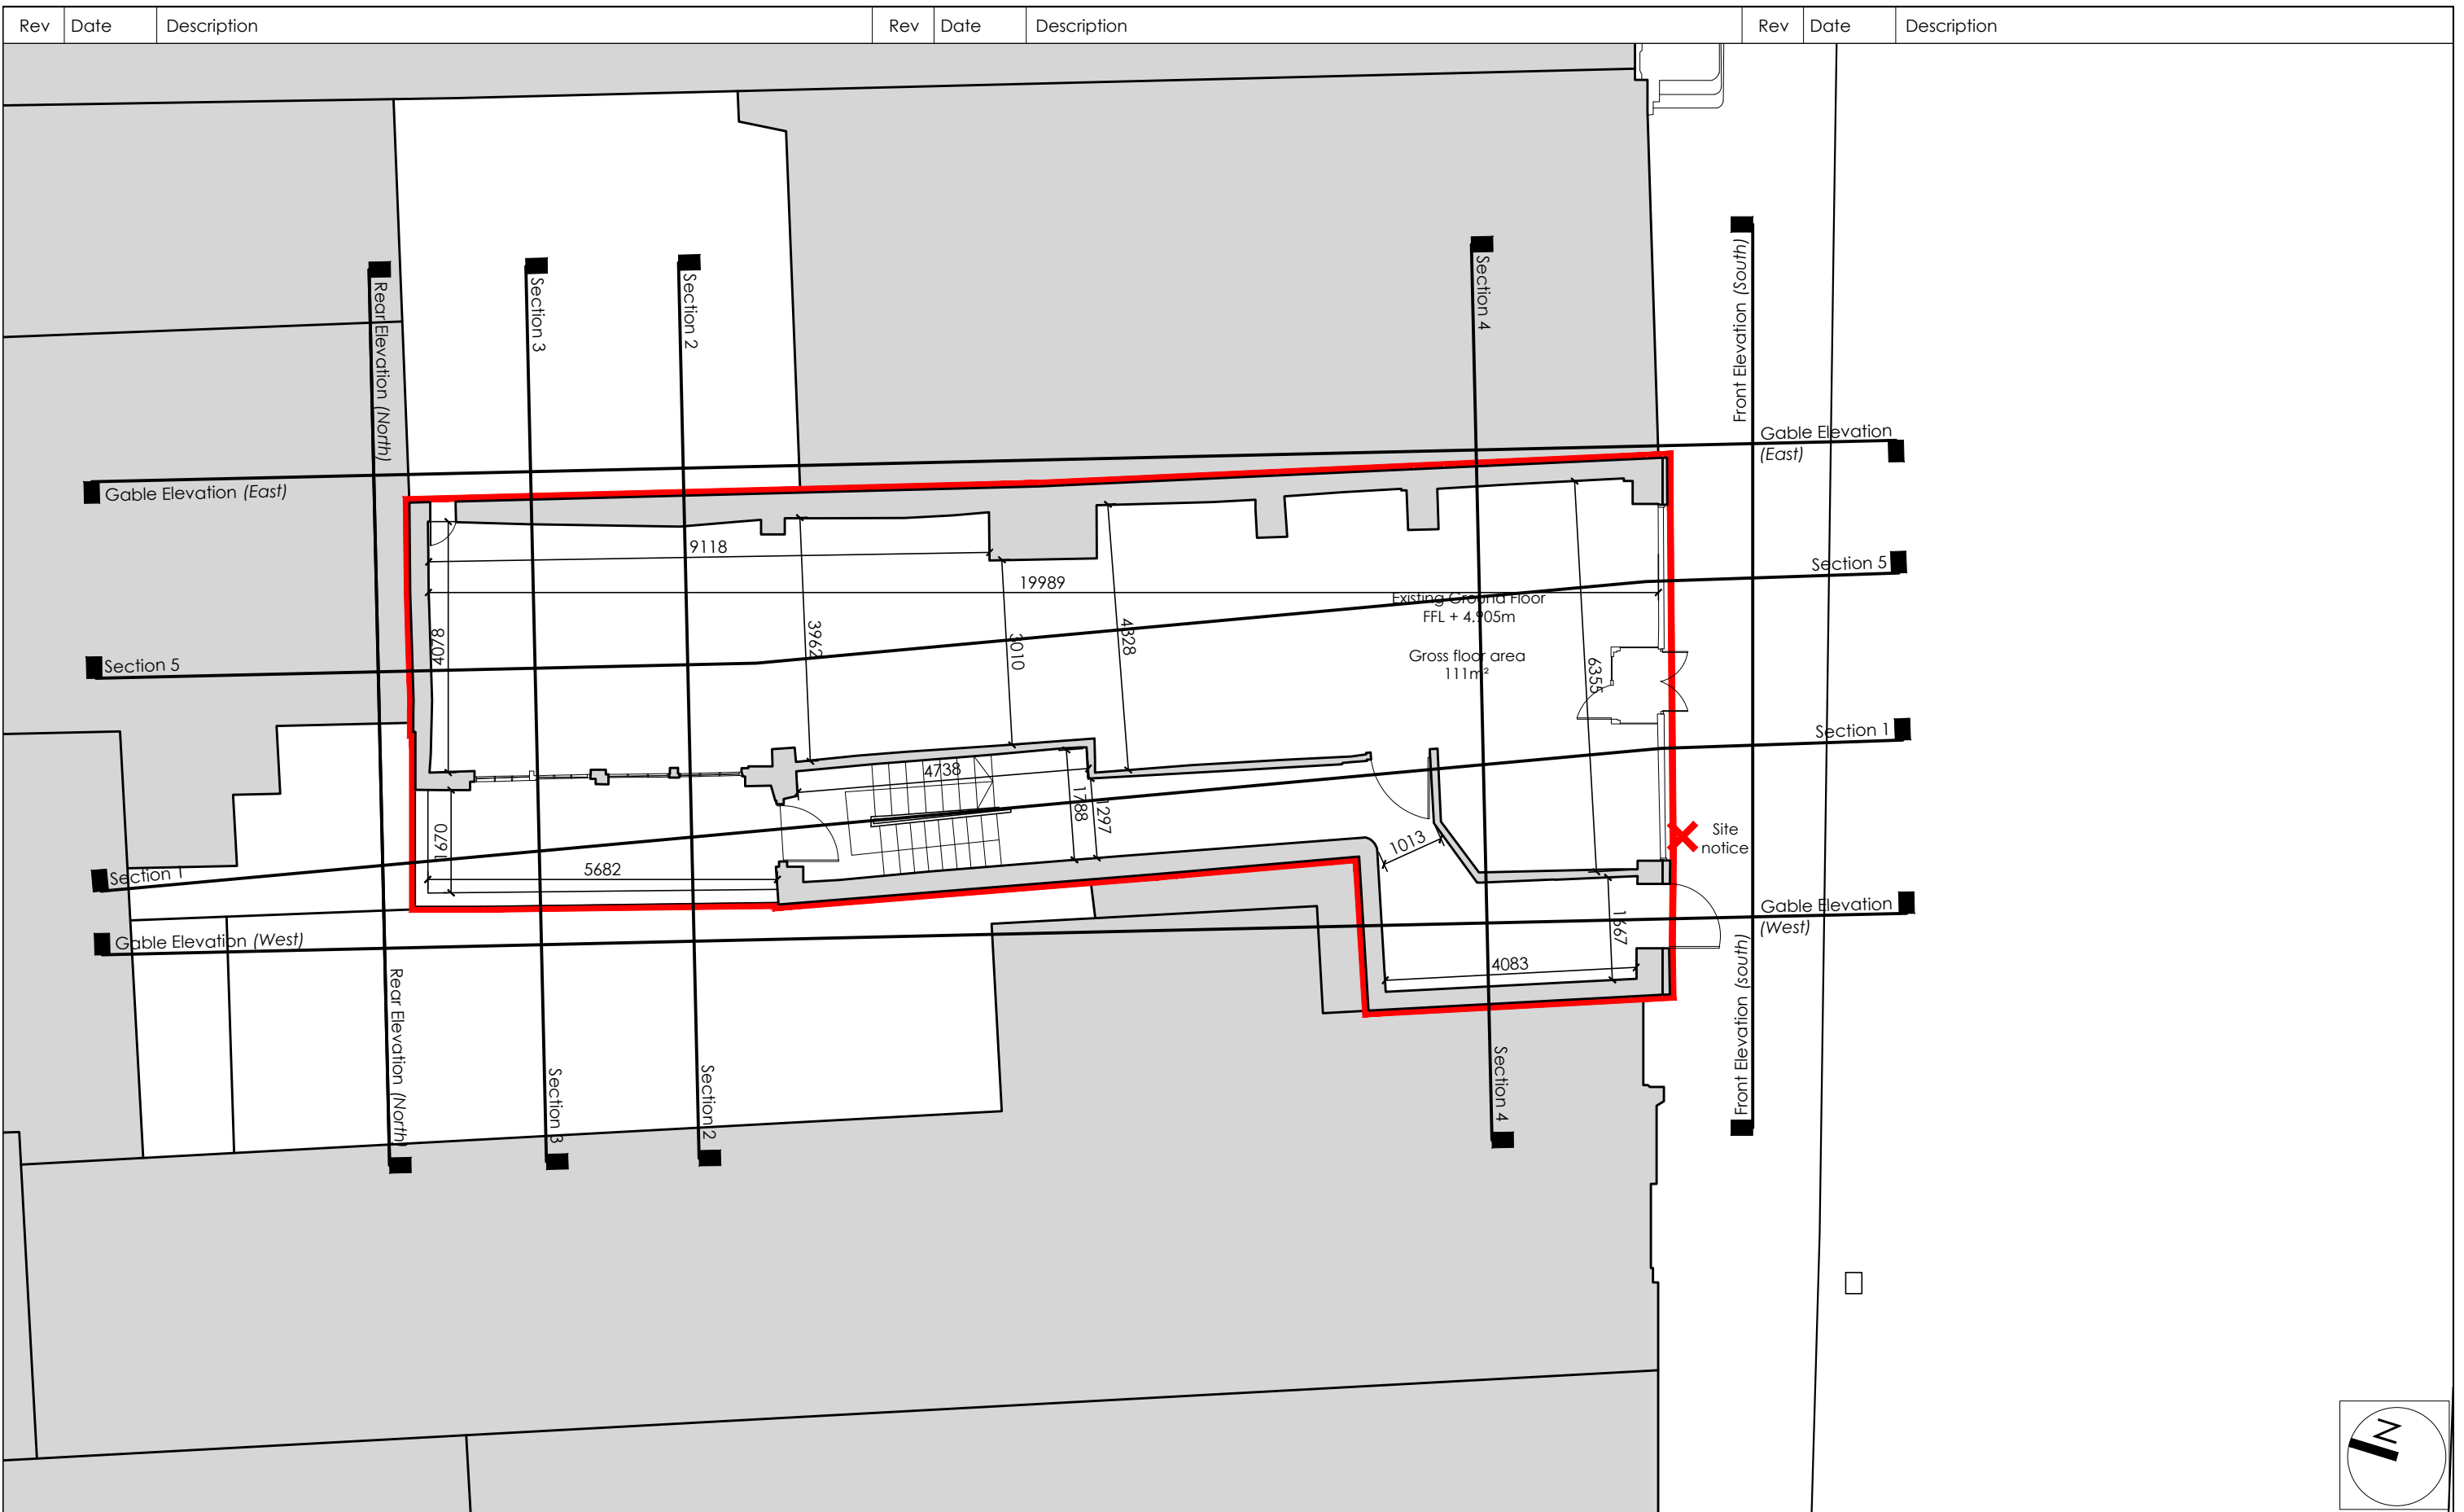 Rev Date Description Rev Date Description Rev Date Description
Rear Elevation (North)
Section 3
Section 2
Section 4
Front Elevation (South)
Gable Elevation
(East)
Gable Elevation (East)
9118
19989
Section 5
Existing Ground Floor
FFL + 4.905m
Gross floor area
111m²
4078
3962
3010
4328
6355
Section 5
Section 1
4738
1788
1297
1013
Site
notice
1670
5682
Section 1
Gable Elevation
(West)
Gable Elevation (West)
1667
4083
Rear Elevation (North)
Section 3
Section 2
Section 4
Front Elevation (south)
N